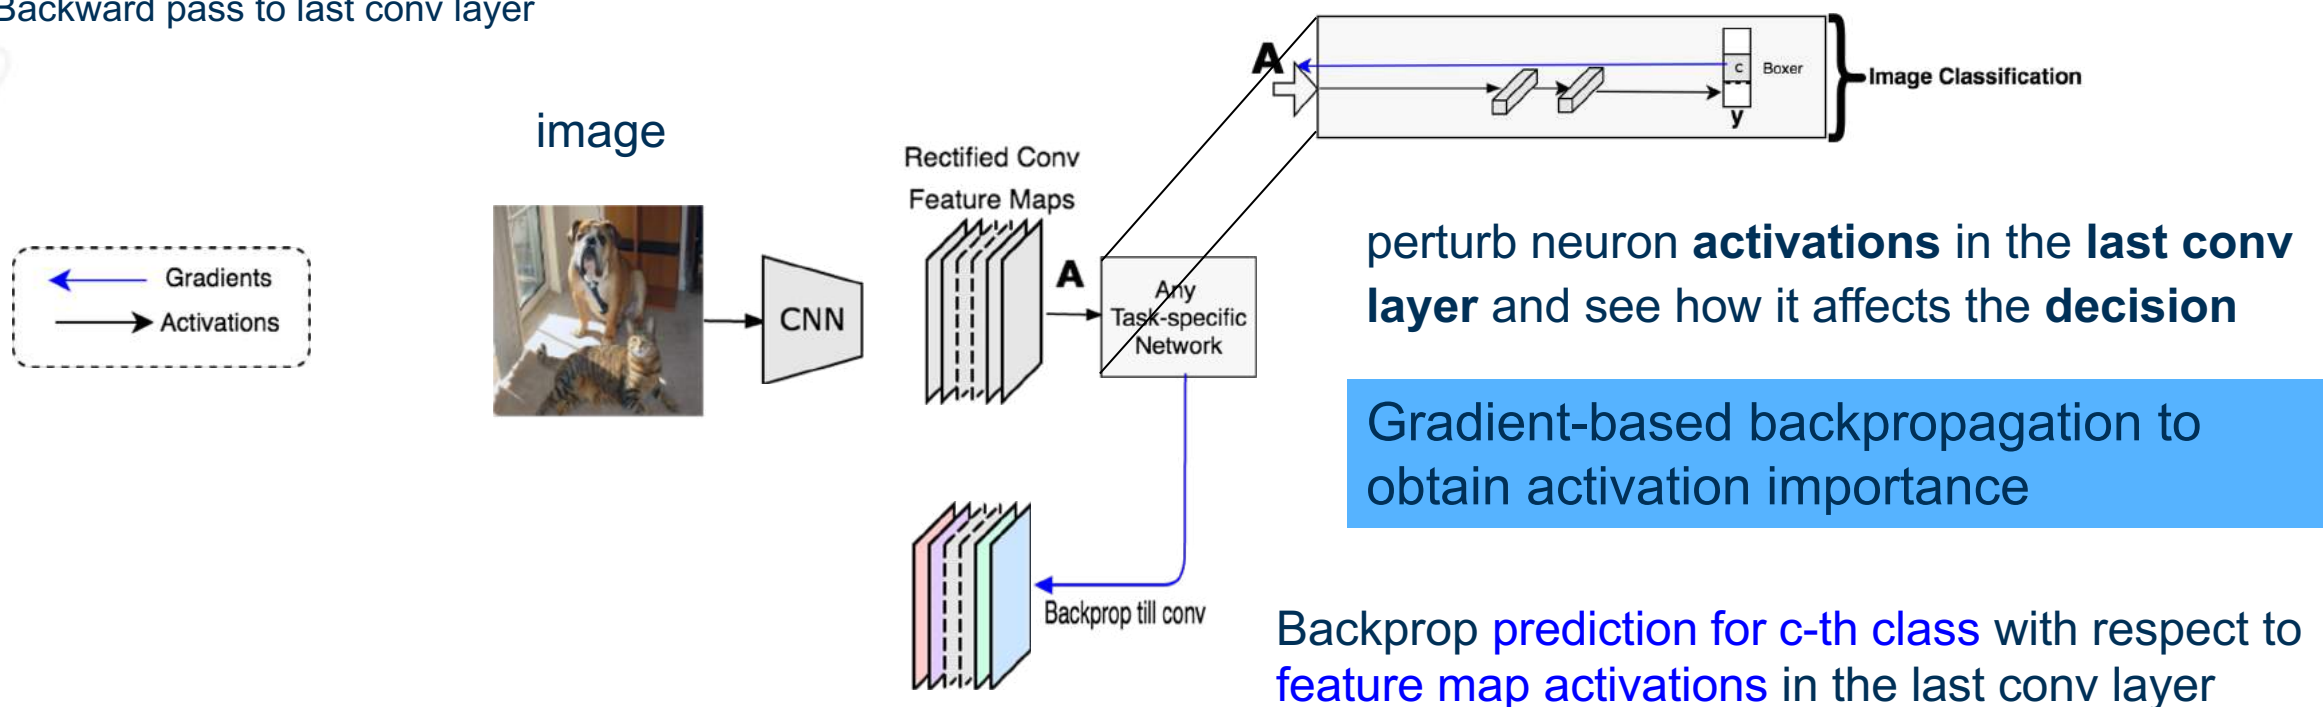 Backward pass to last conv layer
A
c
Boxer
y
Image Classification
image
Rectified Conv
Feature Maps
Gradients
Activations
CNN
A
Any
Task-specific
Network
perturb neuron activations in the last conv
layer and see how it affects the decision
Gradient-based backpropagation to
obtain activation importance
Backprop till conv
Backprop prediction for c-th class with respect to
feature map activations in the last conv layer